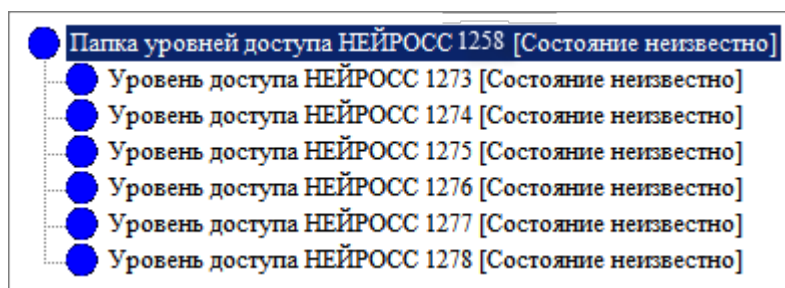 Папка уровней доступа НЕЙРОСС 1258 [Состояние неизвестно]
Уровень доступа НЕЙРОСС 1273 [Состояние неизвестно]
Уровень доступа НЕЙРОСС 1274 [Состояние неизвестно]
Уровень доступа НЕЙРОСС 1275 [Состояние неизвестно]
Уровень доступа НЕЙРОСС 1276 [Состояние неизвестно]
Уровень доступа НЕЙРОСС 1277 [Состояние неизвестно]
Уровень доступа НЕЙРОСС 1278 [Состояние неизвестно]